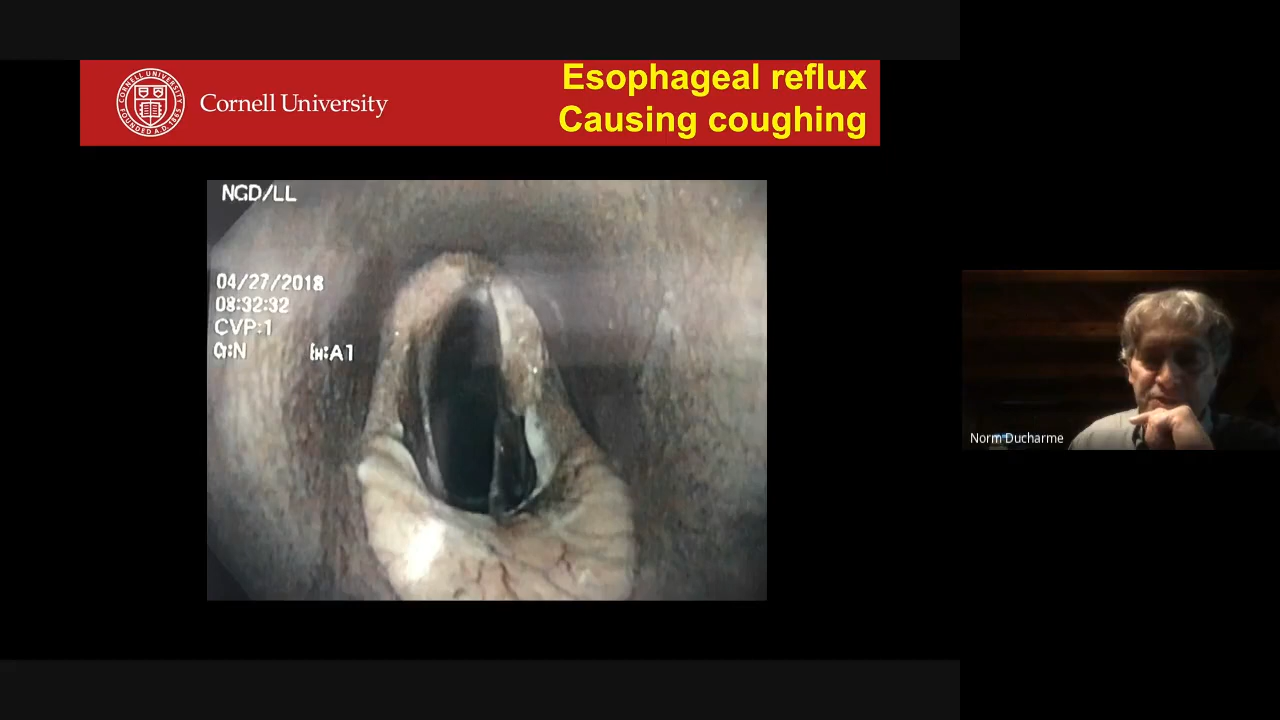 Cornell University
Esophageal reflux
Causing coughing
NGD/LL
04/27/2018
08:32:32
CVP:1
Norm Ducharme